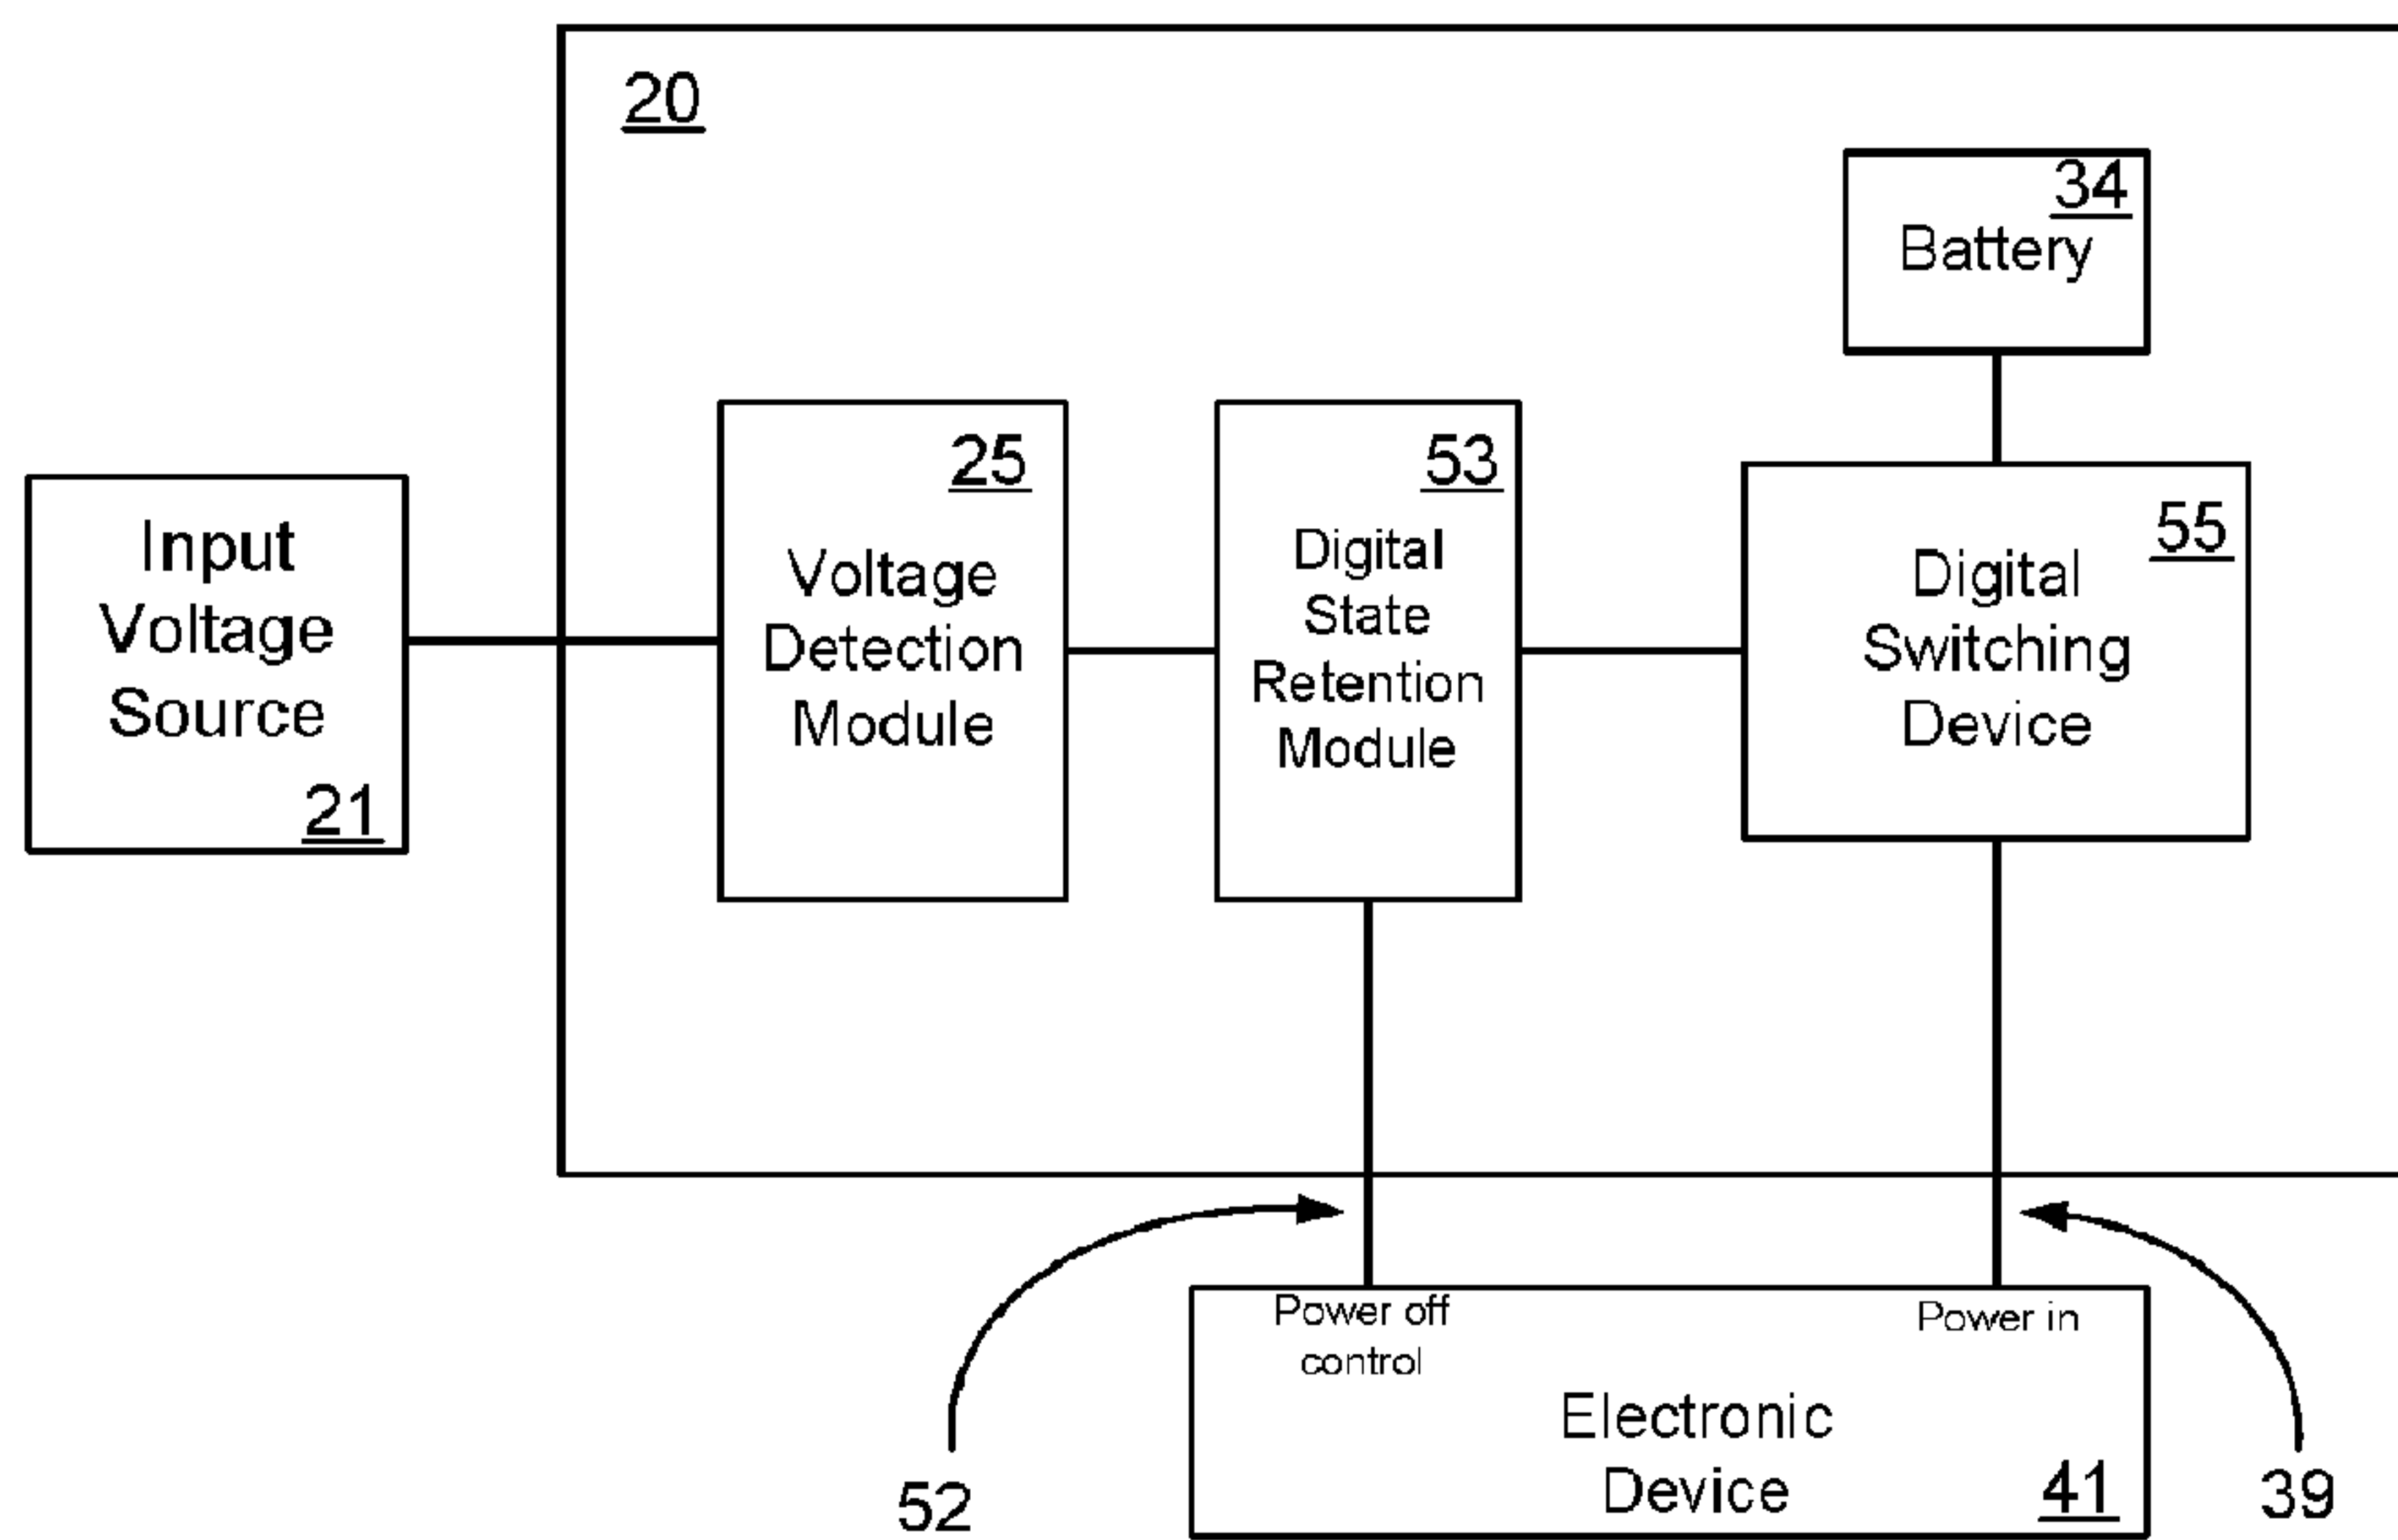 20
34
Battery
Input
Voltage
Source
21
25
Voltage
Detection
Module
53
Digital
State
Retention
Module
55
Digital
Switching
Device
Power off
control
Power in
Electronic
Device
41
52
39